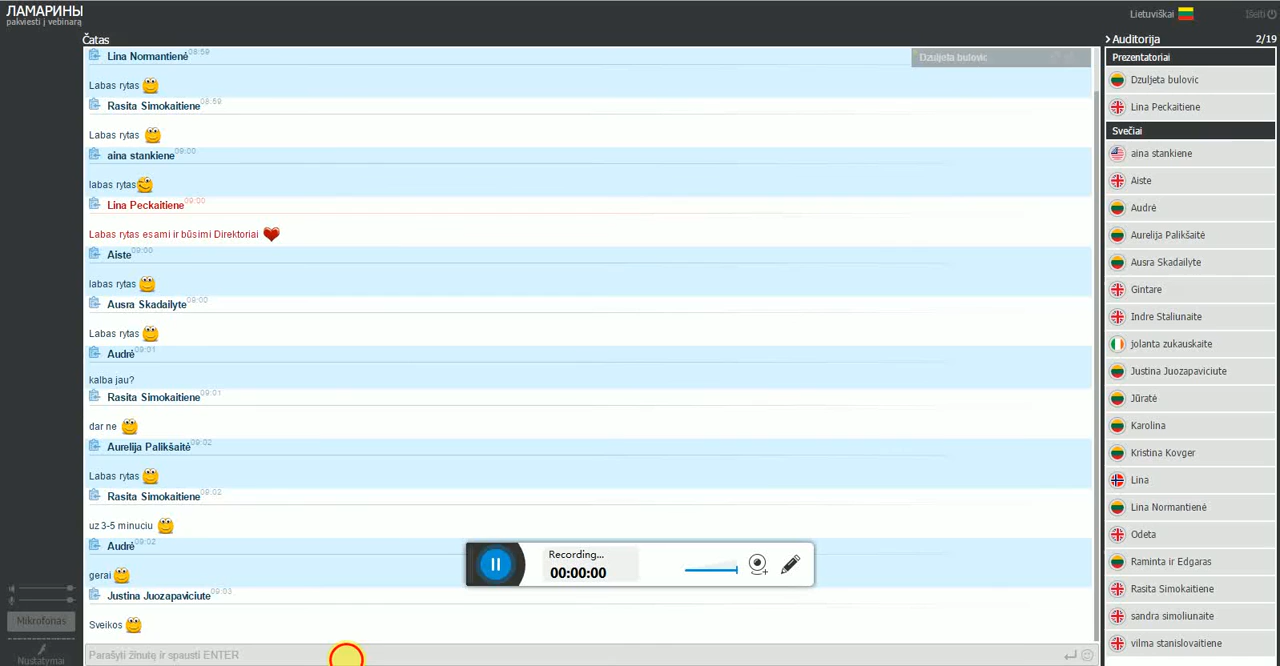 ЛАМАРИНЫ
pakviesti į vebinarą
Lietuviškai
Išeiti
Čatas
Lina Normantienė 08:59
Dzuljeta bulovic
Labas rytas
Rasita Simokaitiene 08:59
Labas rytas
aina stankiene 09:00
labas rytas
Lina Peckaitiene 09:00
Labas rytas esami ir būsimi Direktoriai
Aiste 09:00
labas rytas
Ausra Skadailyte 09:00
Labas rytas
Audrė 09:01
kalba jau?
Rasita Simokaitiene 09:01
dar ne
Aurelija Palikšaitė 09:02
Labas rytas
Rasita Simokaitiene 09:02
uz 3-5 minuciu
Audrė 09:02
gerai
Justina Juozapaviciute 09:03
Sveikos
Parašyti žinutę ir spausti ENTER
Recording...
00:00:00
Mikrofonas
Nustatymai
Auditorija 2/19
Prezentatoriai
Dzuljeta bulovic
Lina Peckaitiene
Svečiai
aina stankiene
Aiste
Audrė
Aurelija Palikšaitė
Ausra Skadailyte
Gintare
Indre Staliunaite
jolanta zukauskaite
Justina Juozapaviciute
Jūratė
Karolina
Kristina Kovger
Lina
Lina Normantienė
Odeta
Raminta ir Edgaras
Rasita Simokaitiene
sandra simoliunaite
vilma stanislovaitiene